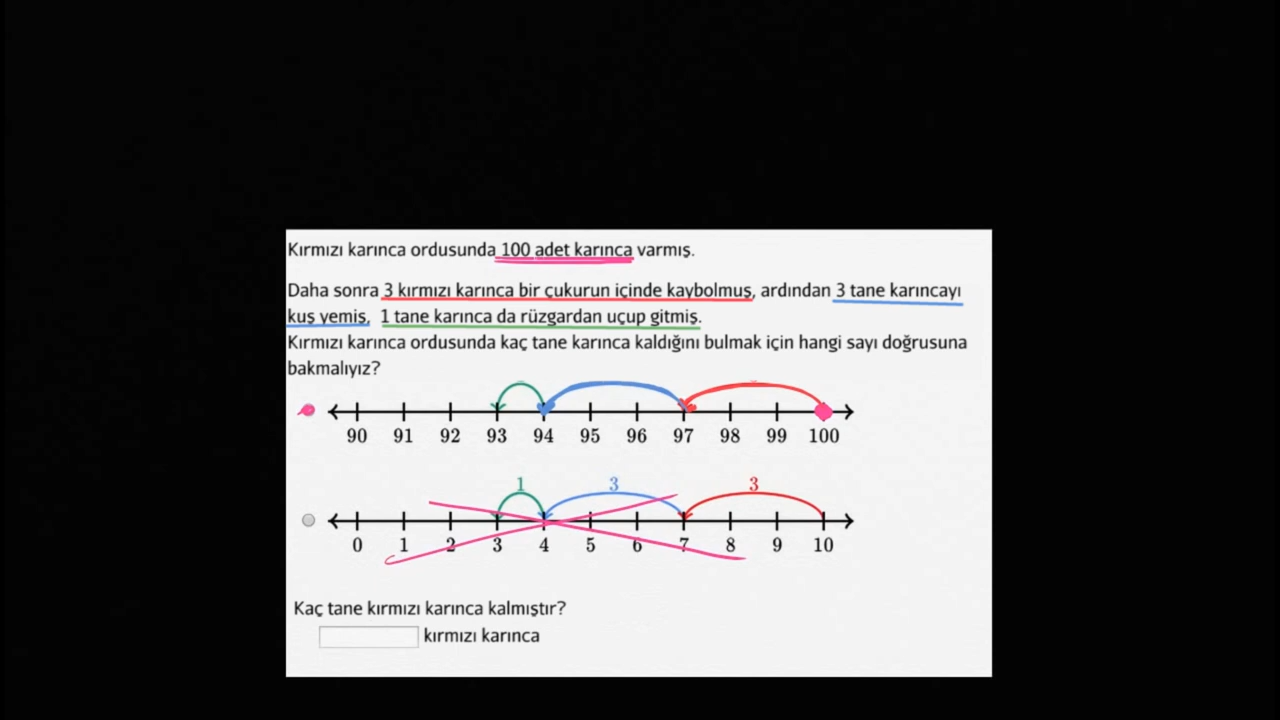 Kırmızı karınca ordusunda 100 adet karınca varmış.
Daha sonra 3 kırmızı karınca bir çukurun içinde kaybolmuş, ardından 3 tane karıncayı
kuş yemiş, 1 tane karınca da rüzgardan uçup gitmiş.
Kırmızı karınca ordusunda kaç tane karınca kaldığını bulmak için hangi sayı doğrusuna
bakmalıyız?
90 91 92 93 94 95 96 97 98 99 100
1 3 3
0 1 2 3 4 5 6 7 8 9 10
Kaç tane kırmızı karınca kalmıştır?
kırmızı karınca